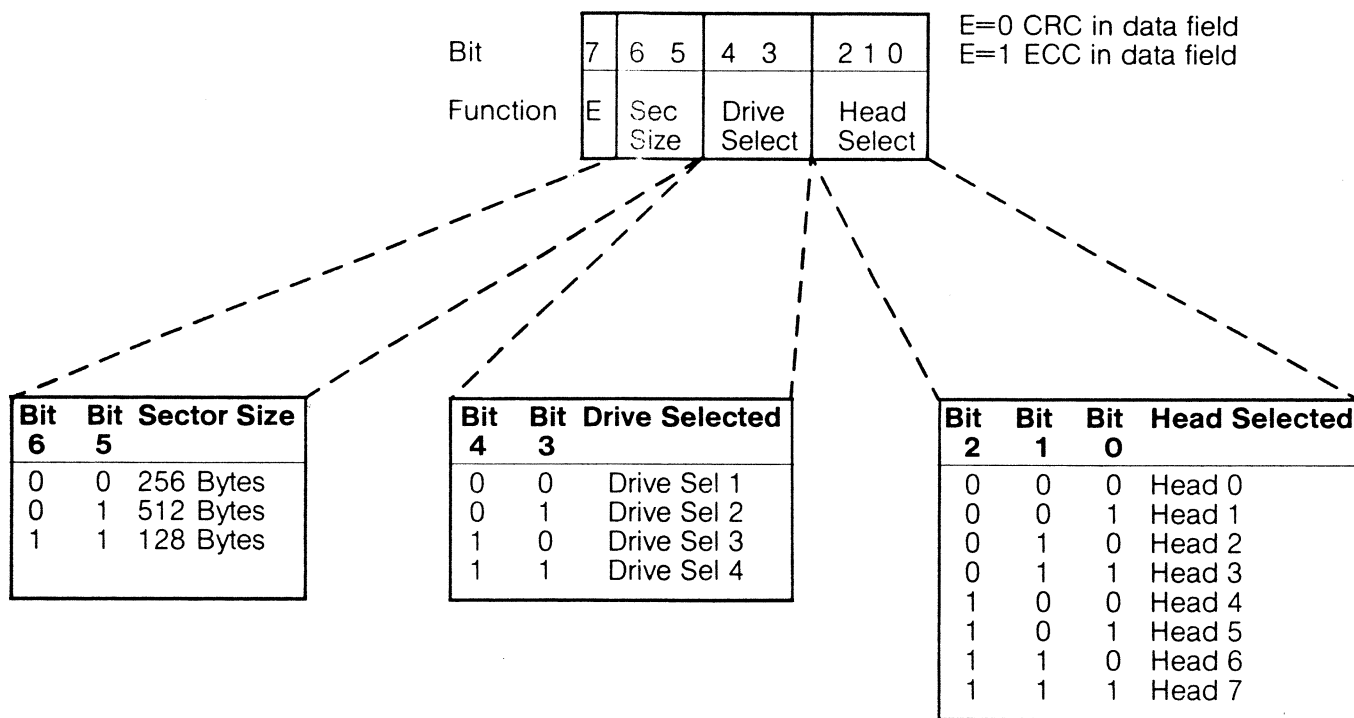 Bit 7 6 5 4 3 2 1 0
E=0 CRC in data field
E=1 ECC in data field
Function E Sec Size Drive Select Head Select
Bit 6 Bit 5 Sector Size
0 0 256 Bytes
0 1 512 Bytes
1 1 128 Bytes
Bit 4 Bit 3 Drive Selected
0 0 Drive Sel 1
0 1 Drive Sel 2
1 0 Drive Sel 3
1 1 Drive Sel 4
Bit 2 Bit 1 Bit 0 Head Selected
0 0 0 Head 0
0 0 1 Head 1
0 1 0 Head 2
0 1 1 Head 3
1 0 0 Head 4
1 0 1 Head 5
1 1 0 Head 6
1 1 1 Head 7